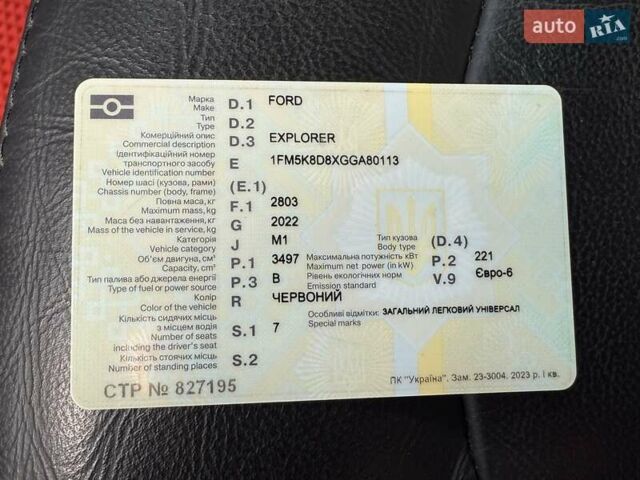 auto RIA .com
Марка D.1 FORD
Make
Тип D.2
Type
Комерційний опис D.3 EXPLORER
Commercial description
Ідентифікаційний номер
транспортного засобу E 1FM5K8D8XGGA80113
Vehicle identification number
Номер шасі (кузова, рами) (E.1)
Chassis number (body, frame)
Повна маса, кг F.1 2803
Maximum mass, kg
Маса без навантаження, кг G 2022
Mass of the vehicle in service, kg
Категорія J M1 Тип кузова (D.4)
Vehicle category Body type
Об'єм двигуна, см³ P.1 3497 Максимальна потужність кВт P.2 221
Capacity, cm³ Maximum net power (in kW)
Тип палива або джерела енергії P.3 B Рівень екологічних норм V.9 Євро-6
Type of fuel or power source Emission standard
Колір R ЧЕРВОНИЙ
Color of the vehicle
Кількість сидячих місць Особливі відмітки: ЗАГАЛЬНИЙ ЛЕГКОВИЙ УНІВЕРСАЛ
з місцем водія S.1 7 Special marks
Number of seats
including the driver's seat
Кількість стоячих місць S.2
Number of standing places
СТР № 827195
ПК "Україна". Зам. 23-3004. 2023 р. I кв.